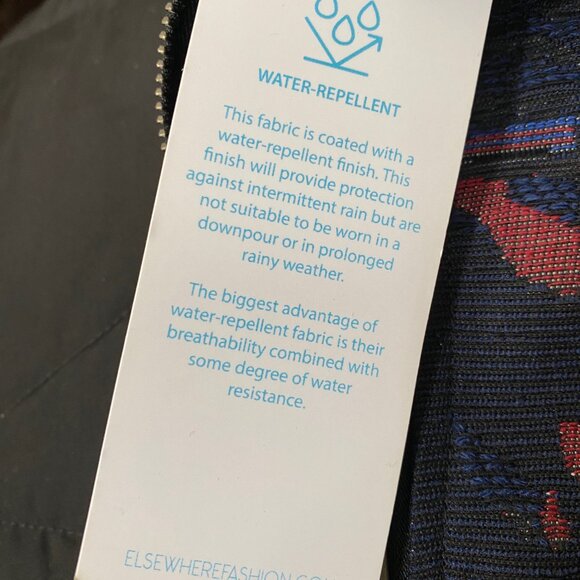 WATER-REPELLENT
This fabric is coated with a
water-repellent finish. This
finish will provide protection
against intermittent rain but are
not suitable to be worn in a
downpour or in prolonged
rainy weather.
The biggest advantage of
water-repellent fabric is their
breathability combined with
some degree of water
resistance.
ELSEWHEREFASHION.CO